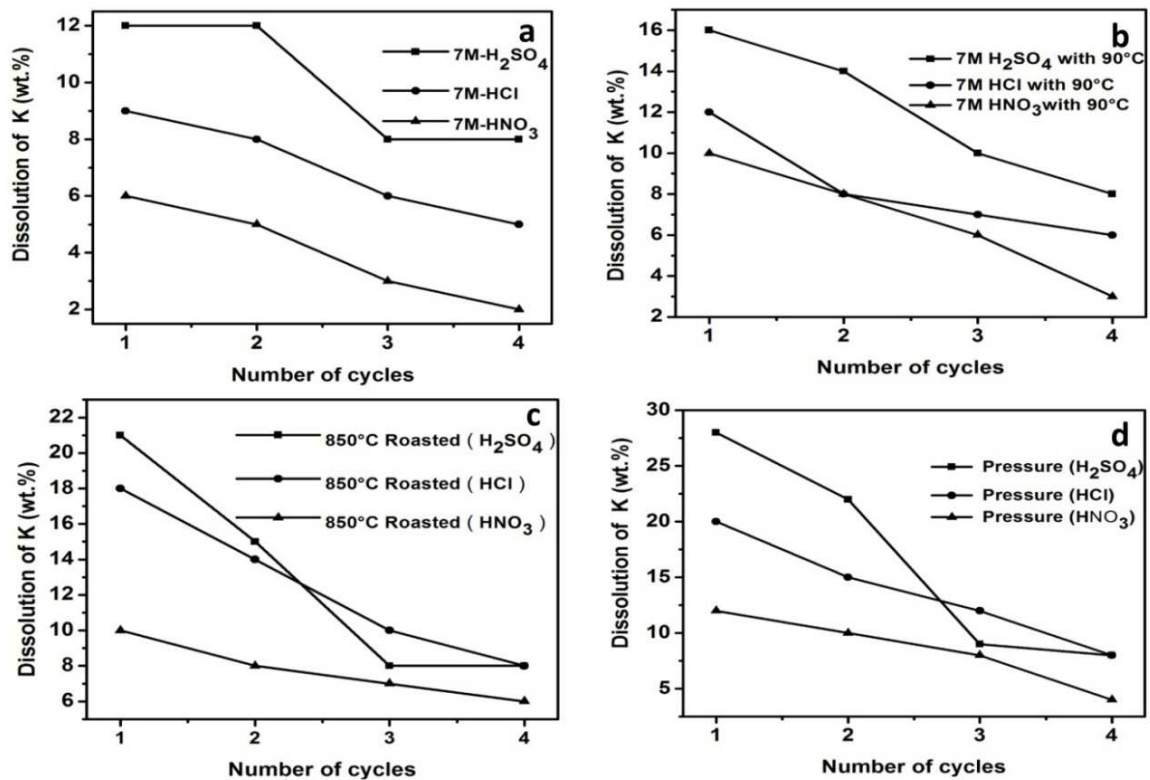 a
Dissolution of K (wt.%)
12
10
8
6
4
2
7M-H₂SO₄
7M-HCl
7M-HNO₃
1 2 3 4
Number of cycles
b
Dissolution of K (wt.%)
16
14
12
10
8
6
4
2
7M H₂SO₄ with 90°C
7M HCl with 90°C
7M HNO₃with 90°C
1 2 3 4
Number of cycles
c
Dissolution of K (wt.%)
22
20
18
16
14
12
10
8
6
850°C Roasted ( H₂SO₄ )
850°C Roasted ( HCl )
850°C Roasted ( HNO₃ )
1 2 3 4
Number of cycles
d
Dissolution of K (wt.%)
30
25
20
15
10
5
Pressure (H₂SO₄)
Pressure (HCl)
Pressure (HNO₃)
1 2 3 4
Number of cycles